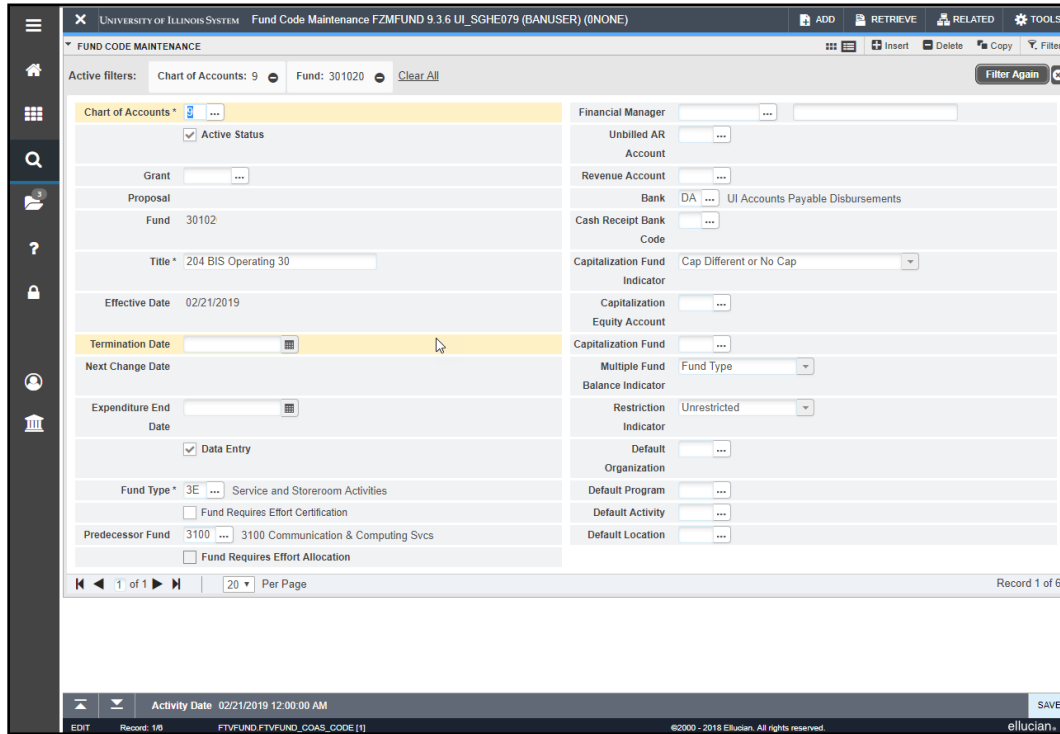 UNIVERSITY OF ILLINOIS SYSTEM Fund Code Maintenance FZMFUND 9.3.6 UI_SGHE079 (BANUSER) (0NONE) ADD RETRIEVE RELATED TOOLS
FUND CODE MAINTENANCE Insert Delete Copy Filter
Active filters: Chart of Accounts: 9 Fund: 301020 Clear All Filter Again
Chart of Accounts * 9 ...
Active Status
Grant ...
Proposal
Fund 30102
Title * 204 BIS Operating 30
Effective Date 02/21/2019
Termination Date
Next Change Date
Expenditure End
Date
Data Entry
Fund Type * 3E ... Service and Storeroom Activities
Fund Requires Effort Certification
Predecessor Fund 3100 ... 3100 Communication & Computing Svcs
Fund Requires Effort Allocation
Financial Manager ...
Unbilled AR ...
Account
Revenue Account ...
Bank DA ... UI Accounts Payable Disbursements
Cash Receipt Bank ...
Code
Capitalization Fund Cap Different or No Cap
Indicator
Capitalization ...
Equity Account
Capitalization Fund ...
Multiple Fund Fund Type
Balance Indicator
Restriction Unrestricted
Indicator
Default ...
Organization
Default Program ...
Default Activity ...
Default Location ...
1 of 1 20 Per Page Record 1 of 6
Activity Date 02/21/2019 12:00:00 AM SAVE
EDIT Record: 1/6 FTVFUND.FTVFUND_COAS_CODE [1] ©2000 - 2018 Ellucian. All rights reserved. ellucian.
3
?